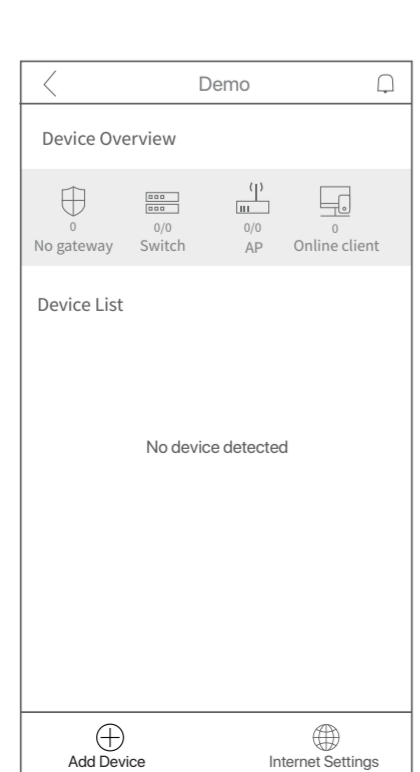 Demo
Device Overview
0 0/0 0/0 0
No gateway Switch AP Online client
Device List
No device detected
Add Device Internet Settings